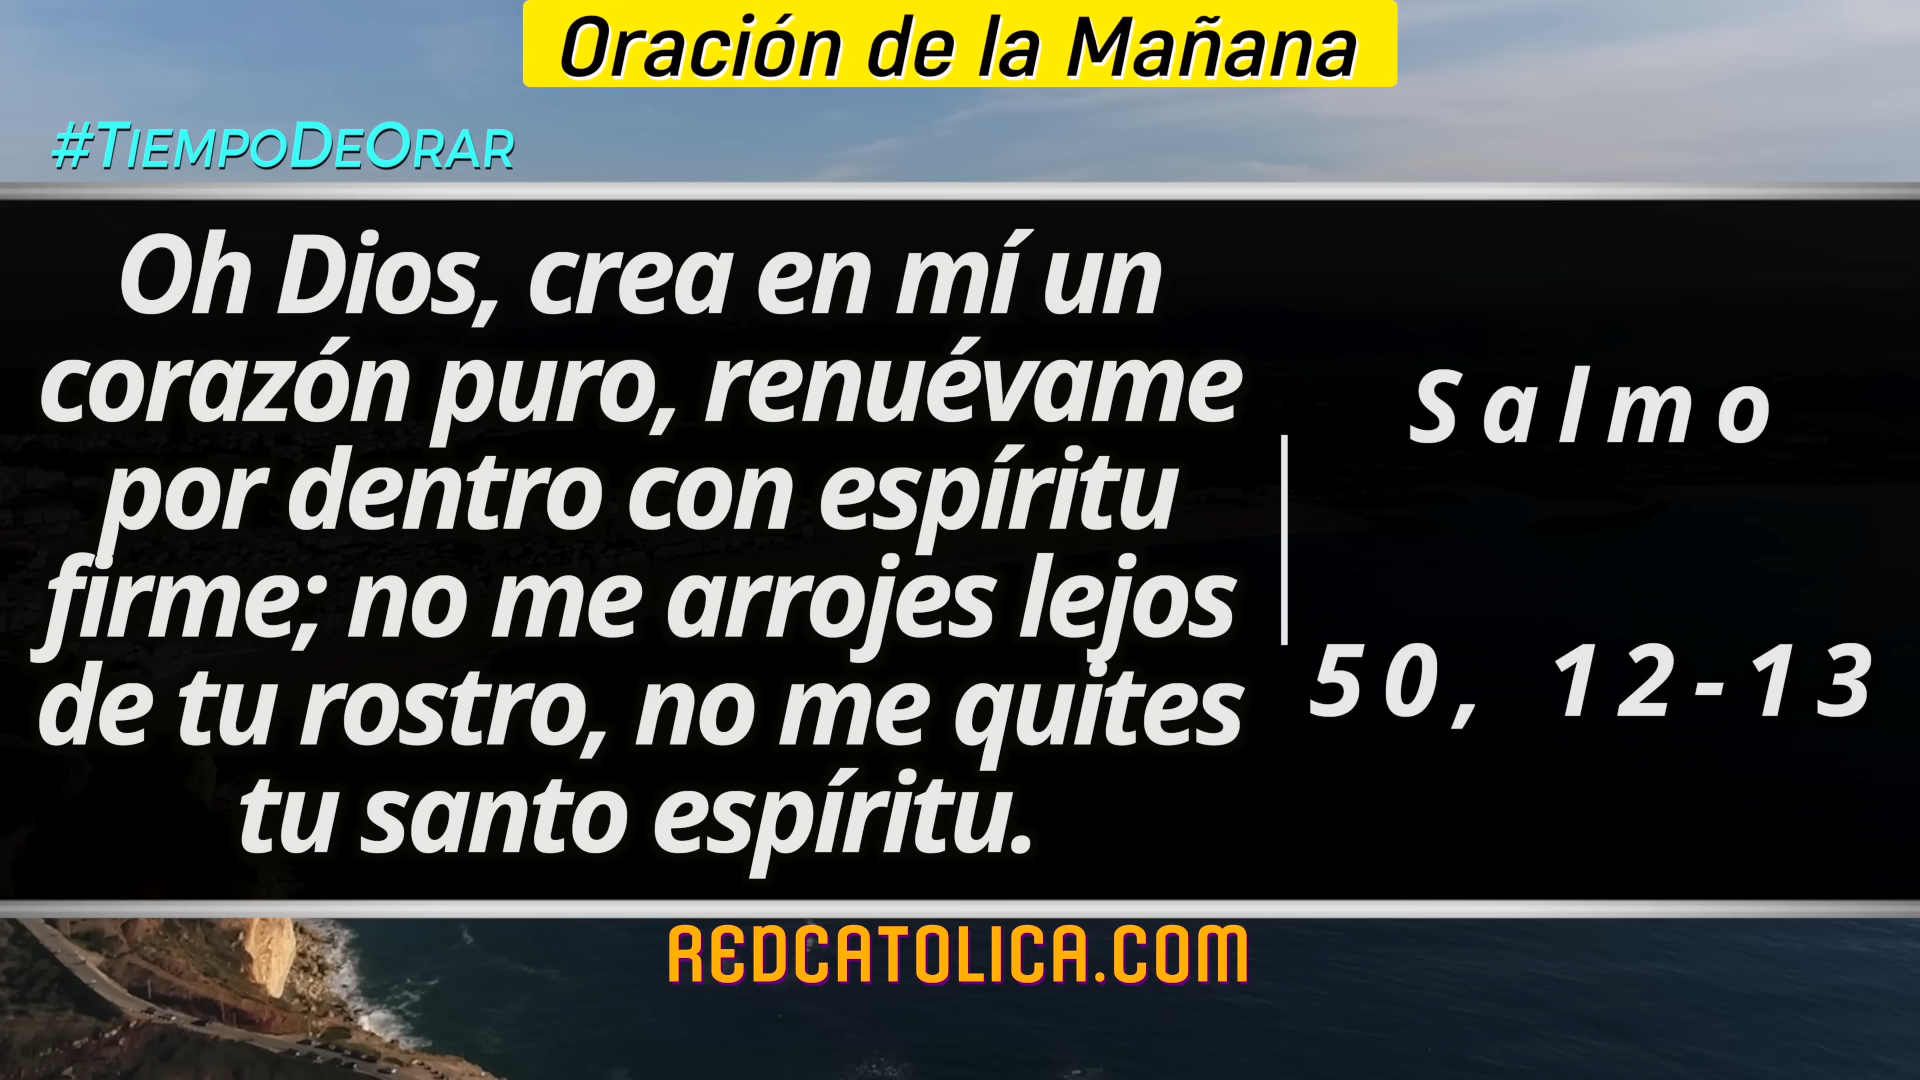 Oración de la Mañana
#TiempoDeOrar
Oh Dios, crea en mí un
corazón puro, renuévame
por dentro con espíritu
firme; no me arrojes lejos
de tu rostro, no me quites
tu santo espíritu.
Salmo
50, 12-13
REDCATOLICA.COM